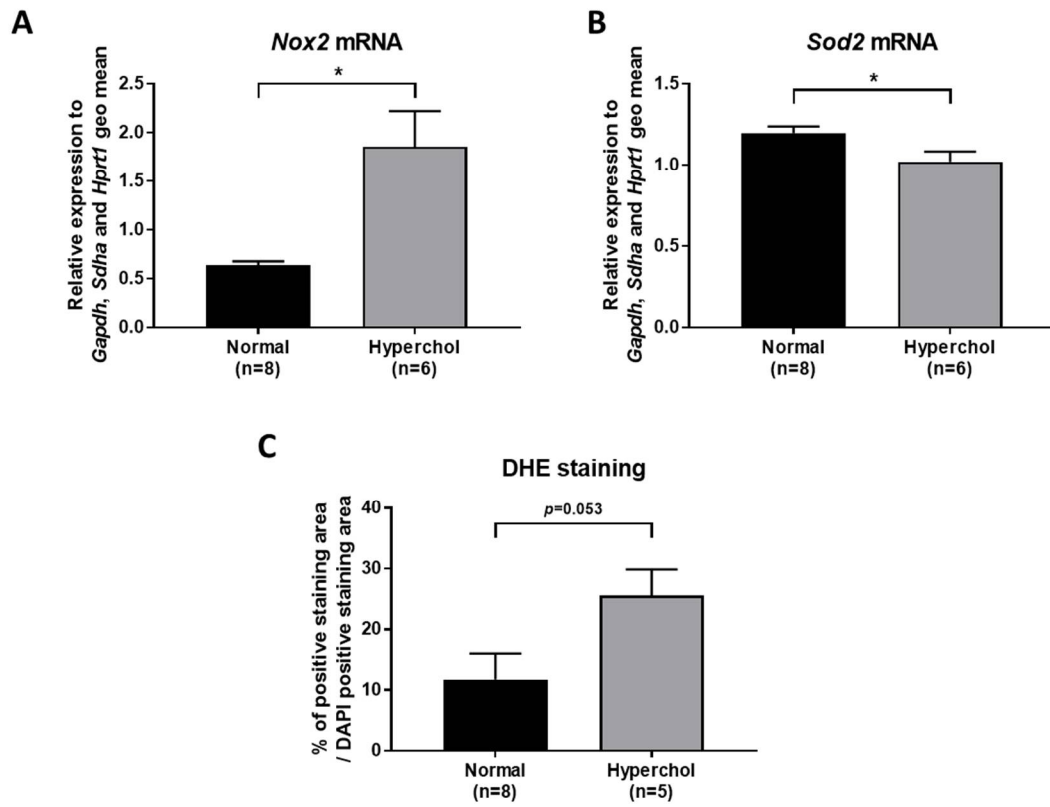 A
Nox2 mRNA
*
Relative expression to
Gapdh, Sdha and Hprt1 geo mean
2.5
2.0
1.5
1.0
0.5
0.0
Normal
(n=8)
Hyperchol
(n=6)
B
Sod2 mRNA
*
Relative expression to
Gapdh, Sdha and Hprt1 geo mean
1.5
1.0
0.5
0.0
Normal
(n=8)
Hyperchol
(n=6)
C
DHE staining
p=0.053
% of positive staining area
/ DAPI positive staining area
40
30
20
10
0
Normal
(n=8)
Hyperchol
(n=5)